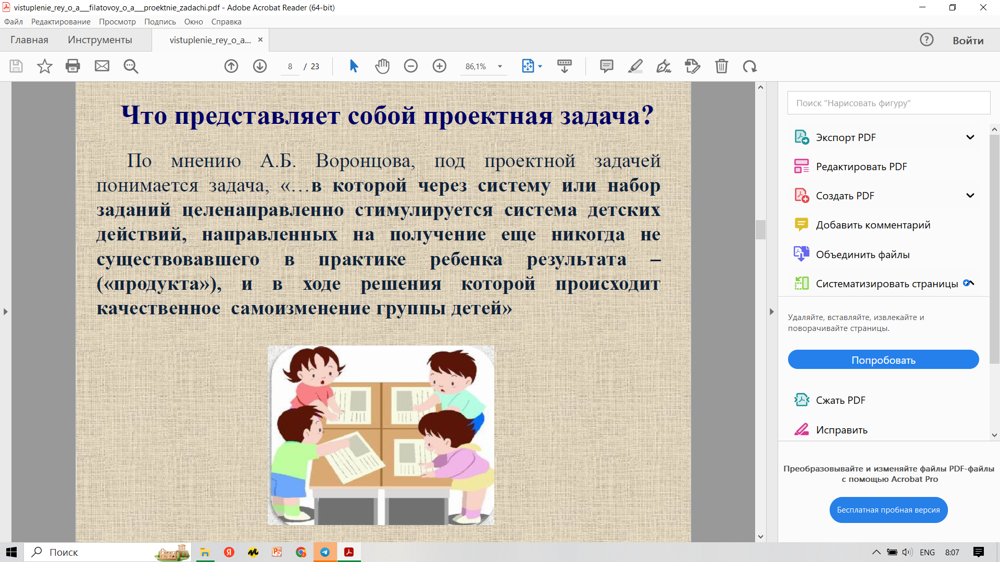 vistuplenie_rey_o_a__filatovoy_o_a__proektnie_zadachi.pdf - Adobe Acrobat Reader (64-bit)
Файл Редактирование Просмотр Подпись Окно Справка
Главная Инструменты vistuplenie_rey_o_a... × Войти
8 / 23 86,1%
Что представляет собой проектная задача?
По мнению А.Б. Воронцова, под проектной задачей
понимается задача, «…в которой через систему или набор
заданий целенаправленно стимулируется система детских
действий, направленных на получение еще никогда не
существовавшего в практике ребенка результата –
(«продукта»), и в ходе решения которой происходит
качественное самоизменение группы детей»
Поиск "Нарисовать фигуру"
Экспорт PDF
Редактировать PDF
Создать PDF
Добавить комментарий
Объединить файлы
Систематизировать страницы
Удаляйте, вставляйте, извлекайте и
поворачивайте страницы.
Попробовать
Сжать PDF
Исправить
Преобразовывайте и изменяйте файлы PDF-файлы
с помощью Acrobat Pro
Бесплатная пробная версия
Поиск
ENG 8:07